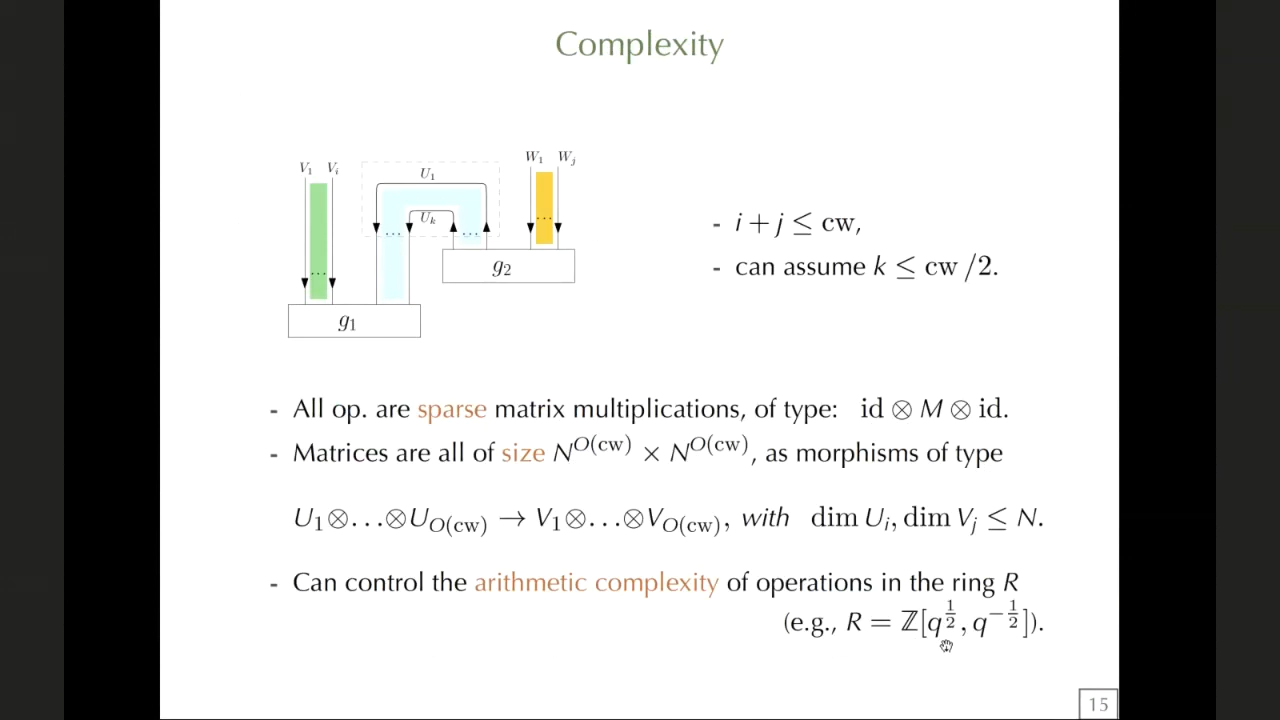 Complexity
V₁ Vᵢ
U₁
Uₖ
W₁ Wⱼ
... ... ... ...
g₂
g₁
- i + j ≤ cw,
- can assume k ≤ cw /2.
- All op. are sparse matrix multiplications, of type: id ⊗ M ⊗ id.
- Matrices are all of size N^{O(cw)} × N^{O(cw)}, as morphisms of type
U₁⊗...⊗U_{O(cw)} → V₁⊗...⊗V_{O(cw)}, with dim Uᵢ, dim Vⱼ ≤ N.
- Can control the arithmetic complexity of operations in the ring R
(e.g., R = ℤ[q^{1/2}, q^{-1/2}]).
15